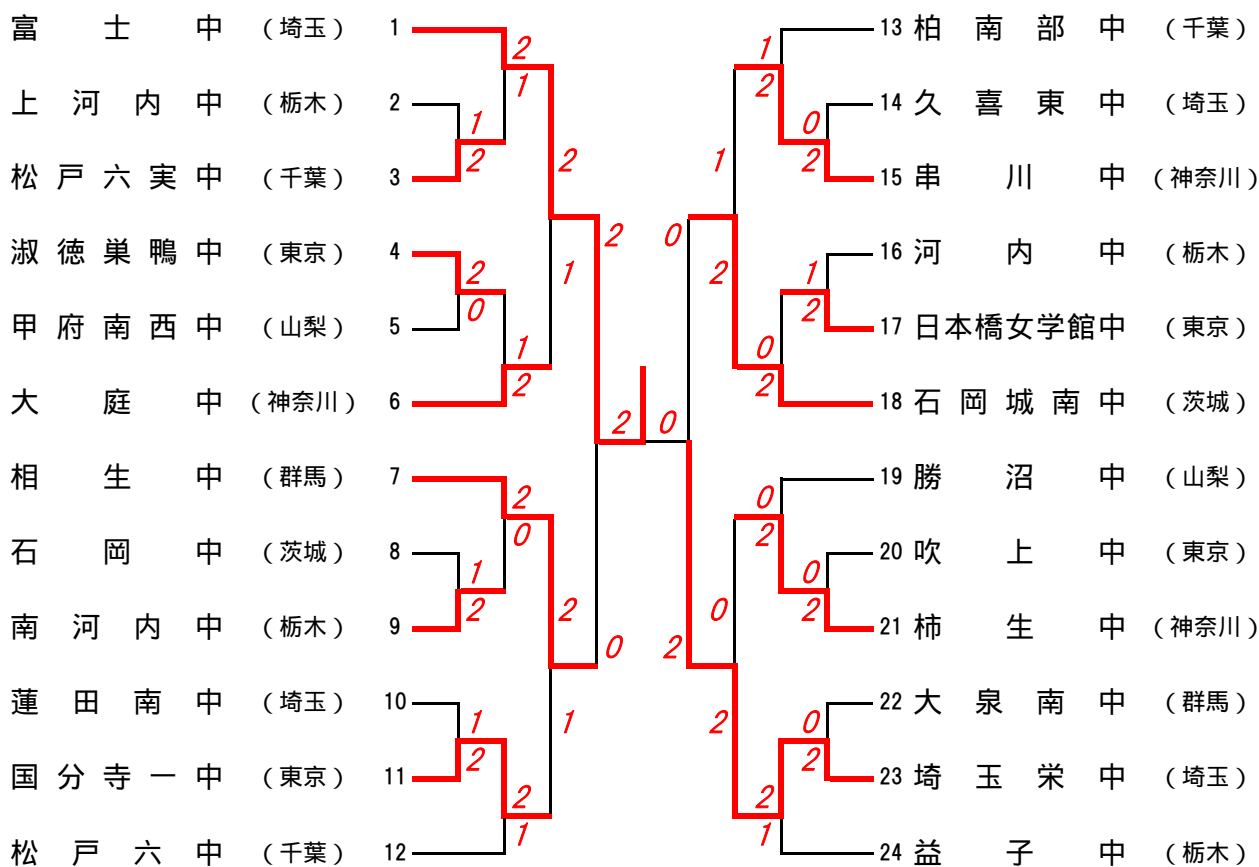 富士中 (埼玉) 1
上河内中 (栃木) 2
松戸六実中 (千葉) 3
淑徳巣鴨中 (東京) 4
甲府南西中 (山梨) 5
大庭中 (神奈川) 6
相生中 (群馬) 7
石岡中 (茨城) 8
南河内中 (栃木) 9
蓮田南中 (埼玉) 10
国分寺一中 (東京) 11
松戸六中 (千葉) 12
2
1
1
2
2
2
0
1
1
2
2
0
1
2
2
0
1
2
1
2
1
2
0
2
0
13 柏南部中 (千葉)
14 久喜東中 (埼玉)
15 串川中 (神奈川)
16 河内中 (栃木)
17 日本橋女学館中 (東京)
18 石岡城南中 (茨城)
19 勝沼中 (山梨)
20 吹上中 (東京)
21 柿生中 (神奈川)
22 大泉南中 (群馬)
23 埼玉栄中 (埼玉)
24 益子中 (栃木)
1
2
0
2
1
0
2
1
2
0
2
0
2
0
2
0
2
2
0
2
2
1